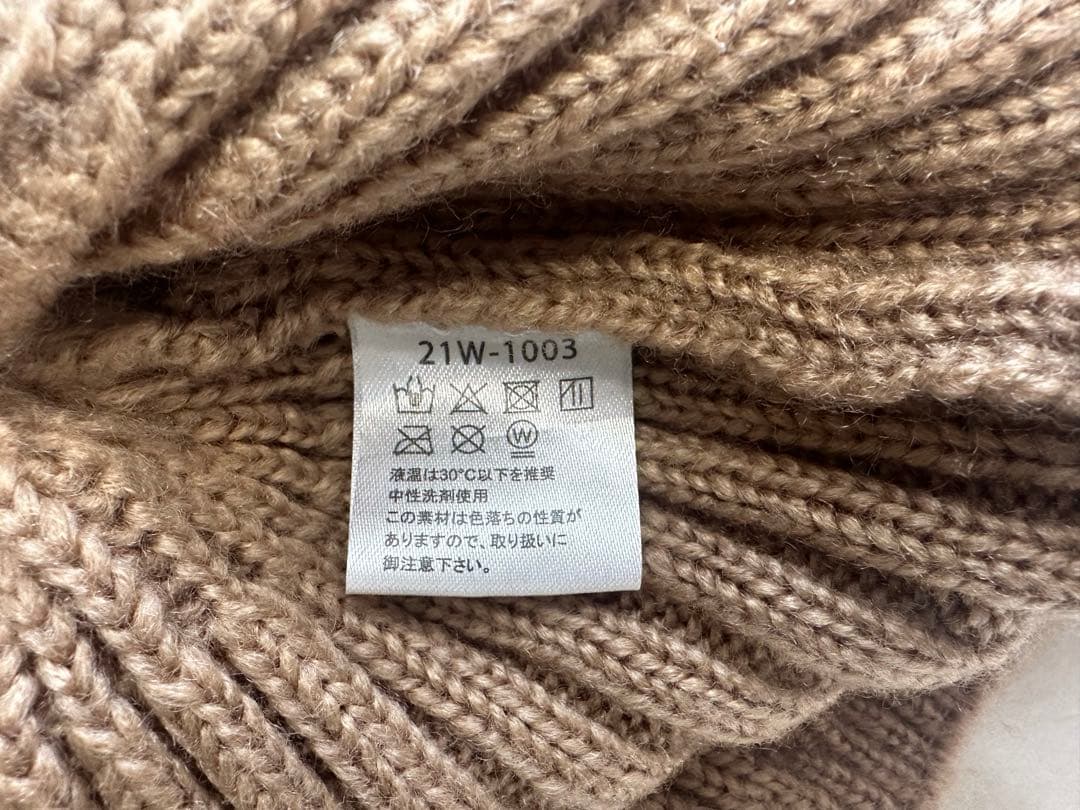 21W-1003
W
液温は30℃以下を推奨
中性洗剤使用
この素材は色落ちの性質が
ありますので、取り扱いに
御注意下さい。